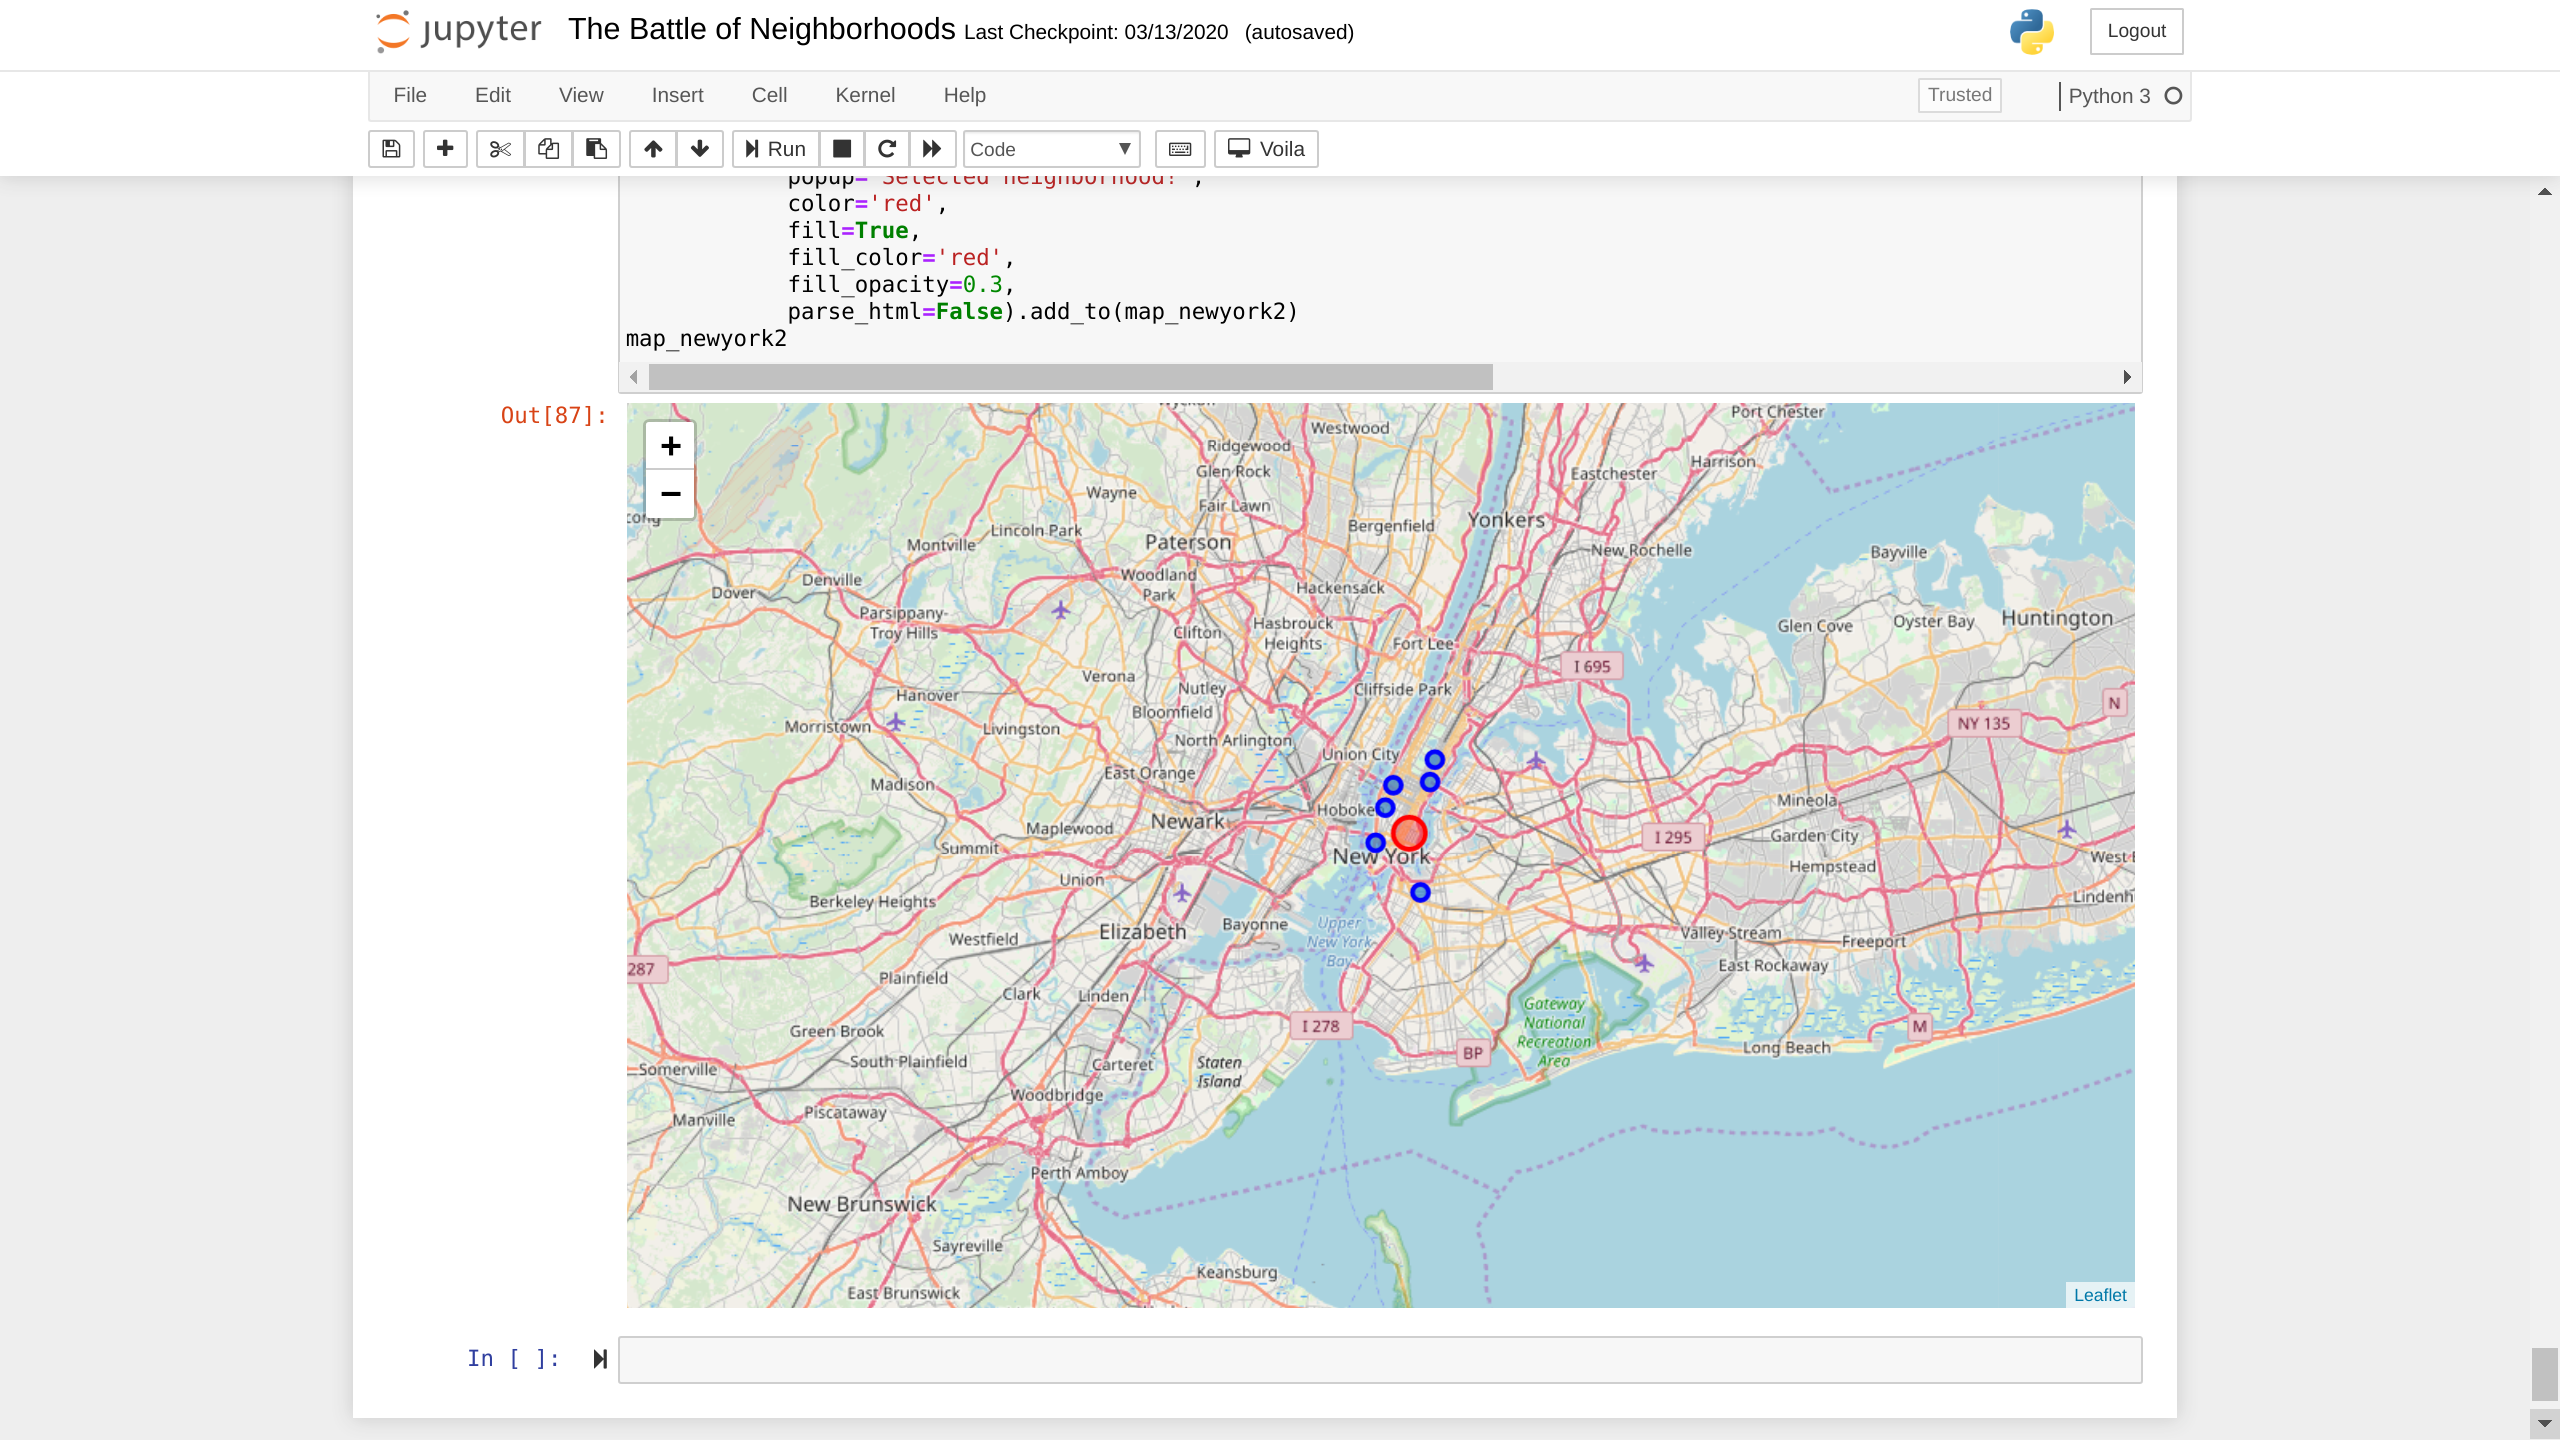 jupyter The Battle of Neighborhoods Last Checkpoint: 03/13/2020 (autosaved) Logout
File Edit View Insert Cell Kernel Help Trusted Python 3
Run Code Voila
popup='Selected neighborhood!',
color='red',
fill=True,
fill_color='red',
fill_opacity=0.3,
parse_html=False).add_to(map_newyork2)
map_newyork2
Out[87]:
+
−
Port Chester
Westwood
Ridgewood
Glen Rock
Harrison
Eastchester
Wayne
Fair Lawn
Lincoln Park
Bergenfield
Yonkers
Montville
Paterson
New Rochelle
Bayville
Denville
Woodland
Park
Hackensack
Dover
Parsippany-
Troy Hills
Clifton
Hasbrouck
Heights
Fort Lee
Glen Cove
Oyster Bay
Huntington
I 695
Verona
Nutley
Cliffside Park
Hanover
Bloomfield
N
NY 135
Morristown
Livingston
North Arlington
Union City
East Orange
Madison
Mineola
Hoboke
Newark
Maplewood
I 295
Garden City
Summit
New York
West
Hempstead
Union
Lindenh
Berkeley Heights
Elizabeth
Bayonne
Upper
New York
Bay
Westfield
Valley Stream
Freeport
287
Plainfield
East Rockaway
Clark
Linden
Gateway
National
Recreation
Area
Green Brook
I 278
M
South Plainfield
BP
Long Beach
Somerville
Carteret
Staten
Island
Woodbridge
Manville
Piscataway
Perth Amboy
New Brunswick
Sayreville
Keansburg
East Brunswick
Leaflet
In [ ]: